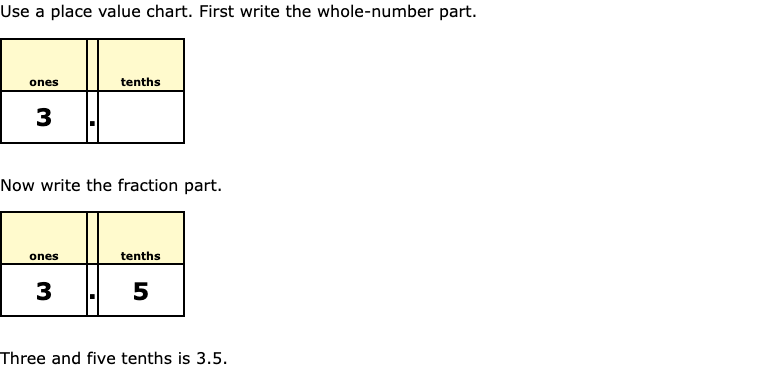 Use a place value chart. First write the whole-number part.
ones tenths
3 .
Now write the fraction part.
ones tenths
3 . 5
Three and five tenths is 3.5.